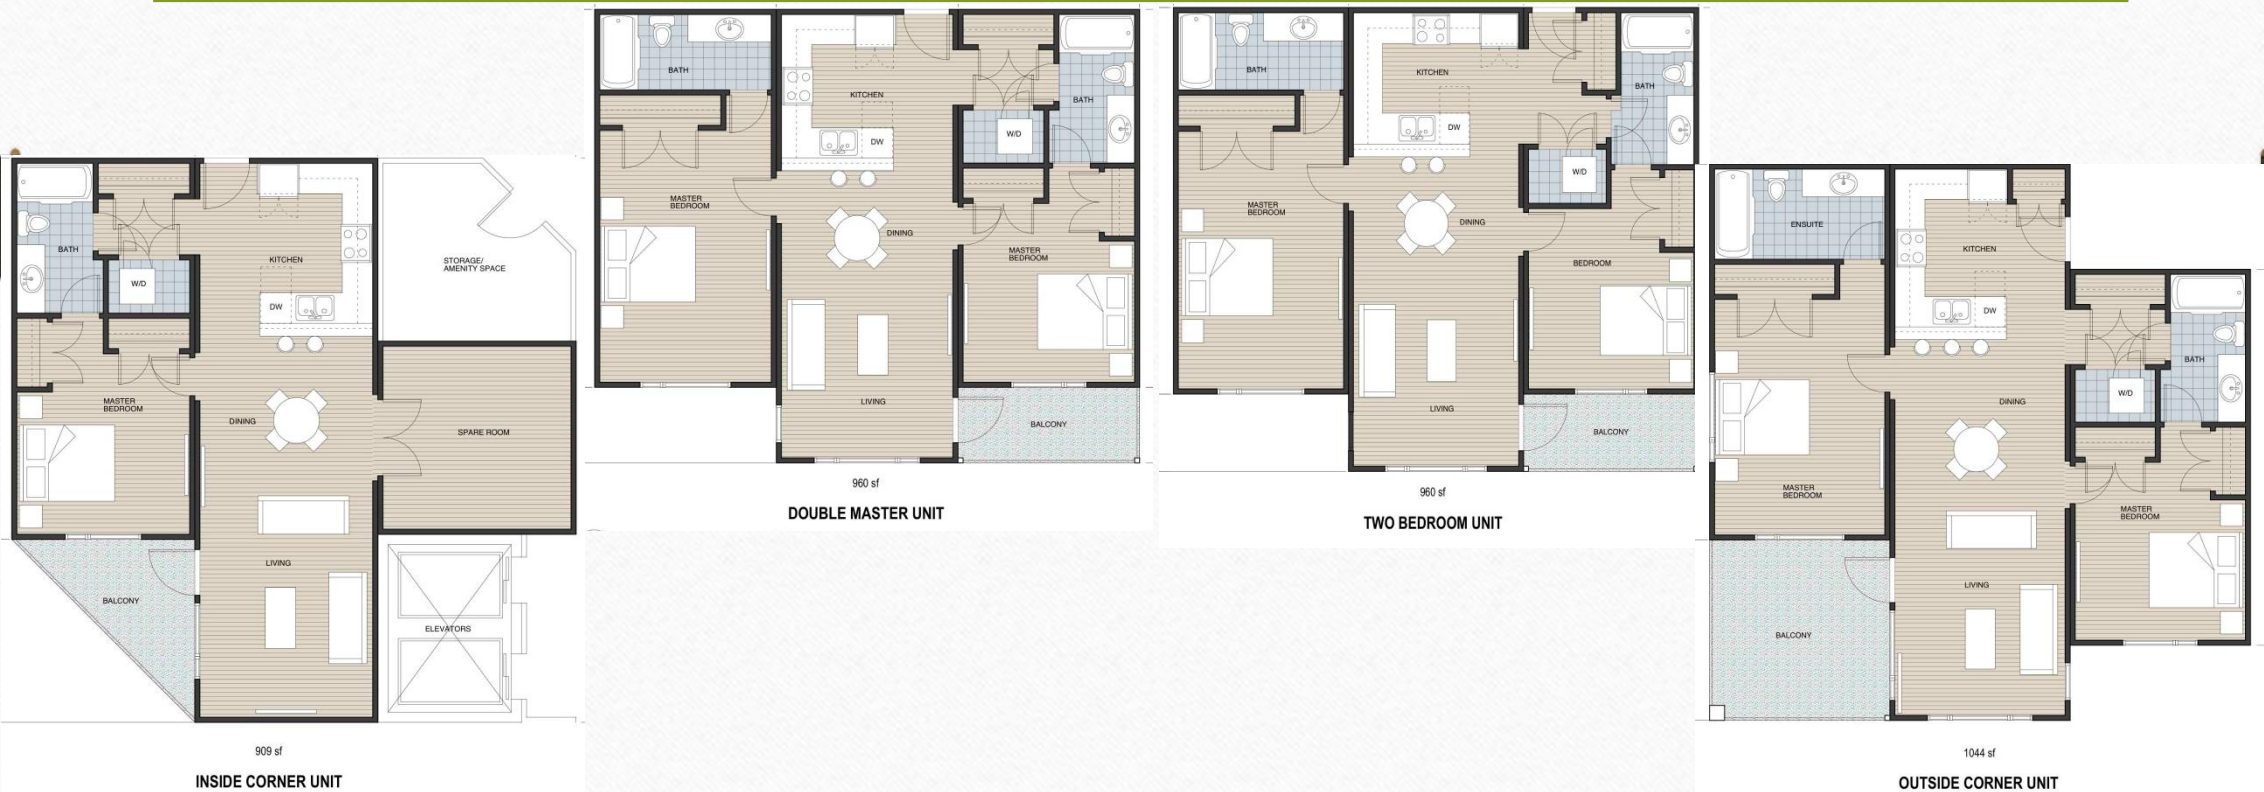 BATH
W/D
KITCHEN
DW
STORAGE/
AMENITY SPACE
MASTER
BEDROOM
DINING
SPARE ROOM
LIVING
BALCONY
ELEVATORS
909 sf
INSIDE CORNER UNIT
BATH
KITCHEN
DW
W/D
BATH
MASTER
BEDROOM
DINING
MASTER
BEDROOM
LIVING
BALCONY
960 sf
DOUBLE MASTER UNIT
BATH
KITCHEN
DW
BATH
W/D
MASTER
BEDROOM
DINING
BEDROOM
LIVING
BALCONY
960 sf
TWO BEDROOM UNIT
ENSUITE
KITCHEN
DW
BATH
W/D
DINING
MASTER
BEDROOM
MASTER
BEDROOM
LIVING
BALCONY
1044 sf
OUTSIDE CORNER UNIT